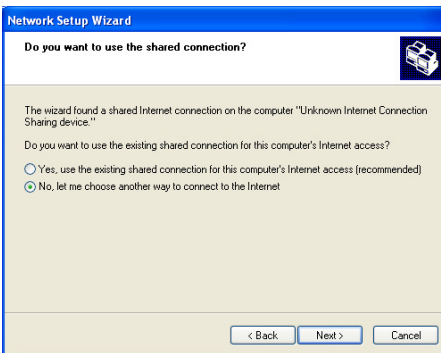 Network Setup Wizard
Do you want to use the shared connection?
The wizard found a shared Internet connection on the computer "Unknown Internet Connection
Sharing device."
Do you want to use the existing shared connection for this computer's Internet access?
Yes, use the existing shared connection for this computer's Internet access (recommended)
No, let me choose another way to connect to the Internet
< Back Next > Cancel